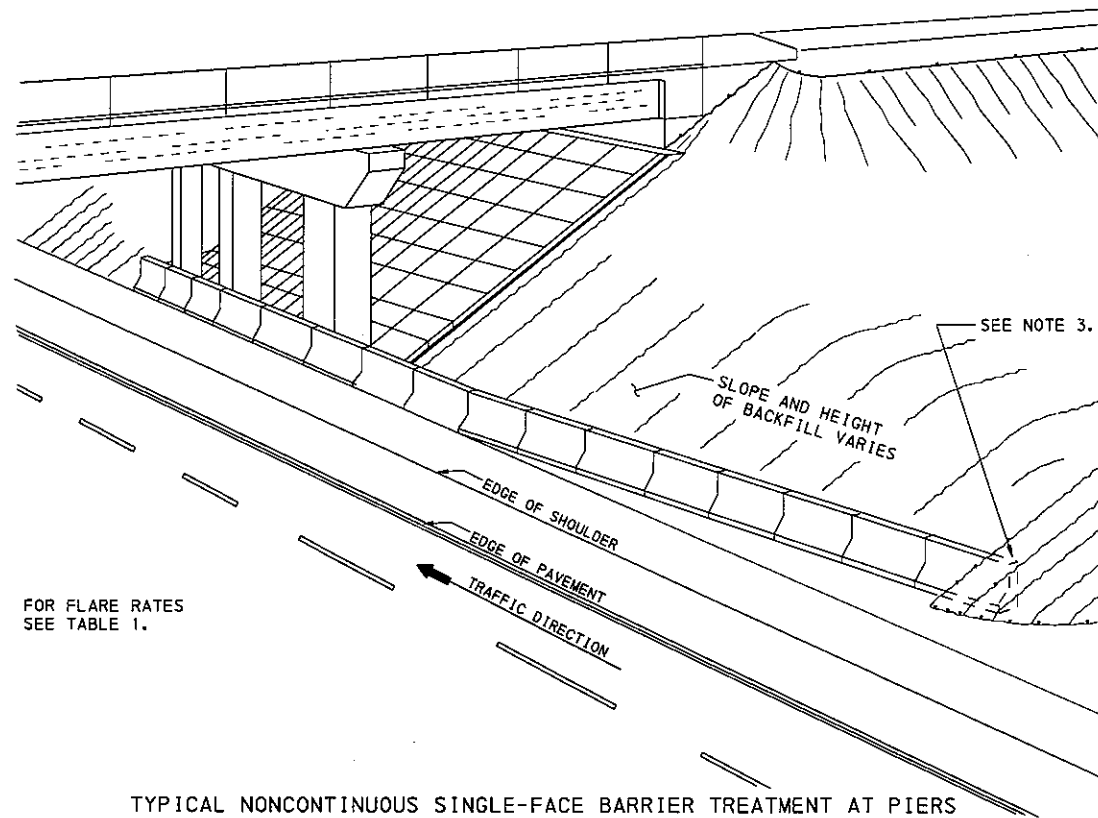 SEE NOTE 3.
SLOPE AND HEIGHT
OF BACKFILL VARIES
EDGE OF SHOULDER
EDGE OF PAVEMENT
TRAFFIC DIRECTION
FOR FLARE RATES
SEE TABLE 1.
TYPICAL NONCONTINUOUS SINGLE-FACE BARRIER TREATMENT AT PIERS